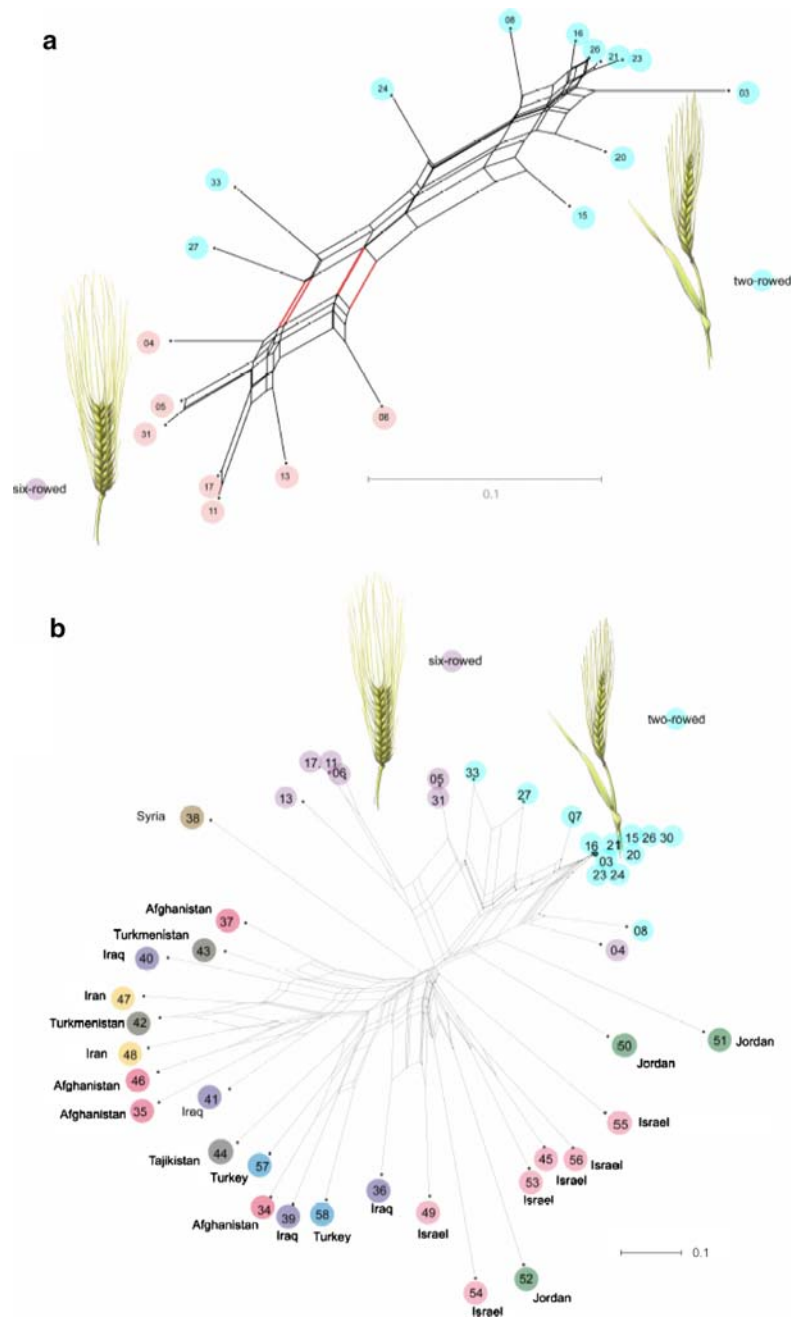 a
08
16
26
21
23
03
24
20
33
15
27
two-rowed
04
05
06
31
13
17
six-rowed
11
0.1
b
six-rowed
two-rowed
17
11
06
05
33
13
31
27
Syria
38
07
16
21
15
26
30
03
20
23
24
Afghanistan
37
08
Turkmenistan
43
04
Iraq
40
Iran
47
51
Jordan
Turkmenistan
42
50
Jordan
Iran
48
Afghanistan
46
Afghanistan
35
41
Iraq
55
Israel
Tajikistan
44
45
56
Israel
Turkey
57
53
Israel
Israel
36
Iraq
34
39
58
49
Afghanistan
Iraq
Turkey
Israel
0.1
52
54
Jordan
Israel